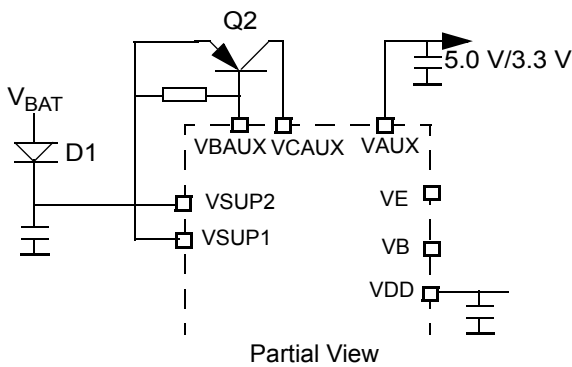 Q2
5.0 V/3.3 V
VBAT
D1
VBAUX VCAUX VAUX
VSUP2
VE
VSUP1
VB
VDD
Partial View